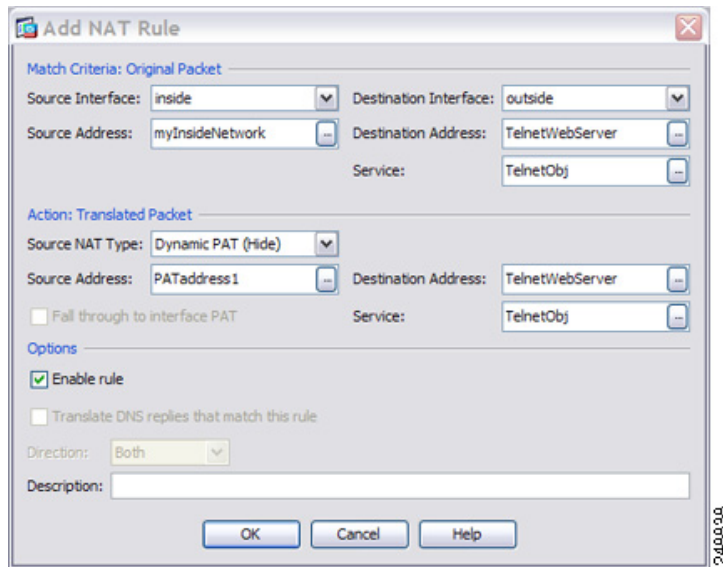 Add NAT Rule
Match Criteria: Original Packet
Source Interface: inside Destination Interface: outside
Source Address: myInsideNetwork ... Destination Address: TelnetWebServer ...
Service: TelnetObj ...
Action: Translated Packet
Source NAT Type: Dynamic PAT (Hide)
Source Address: PATaddress1 ... Destination Address: TelnetWebServer ...
Fall through to interface PAT Service: TelnetObj ...
Options
Enable rule
Translate DNS replies that match this rule
Direction: Both
Description:
OK Cancel Help
248839